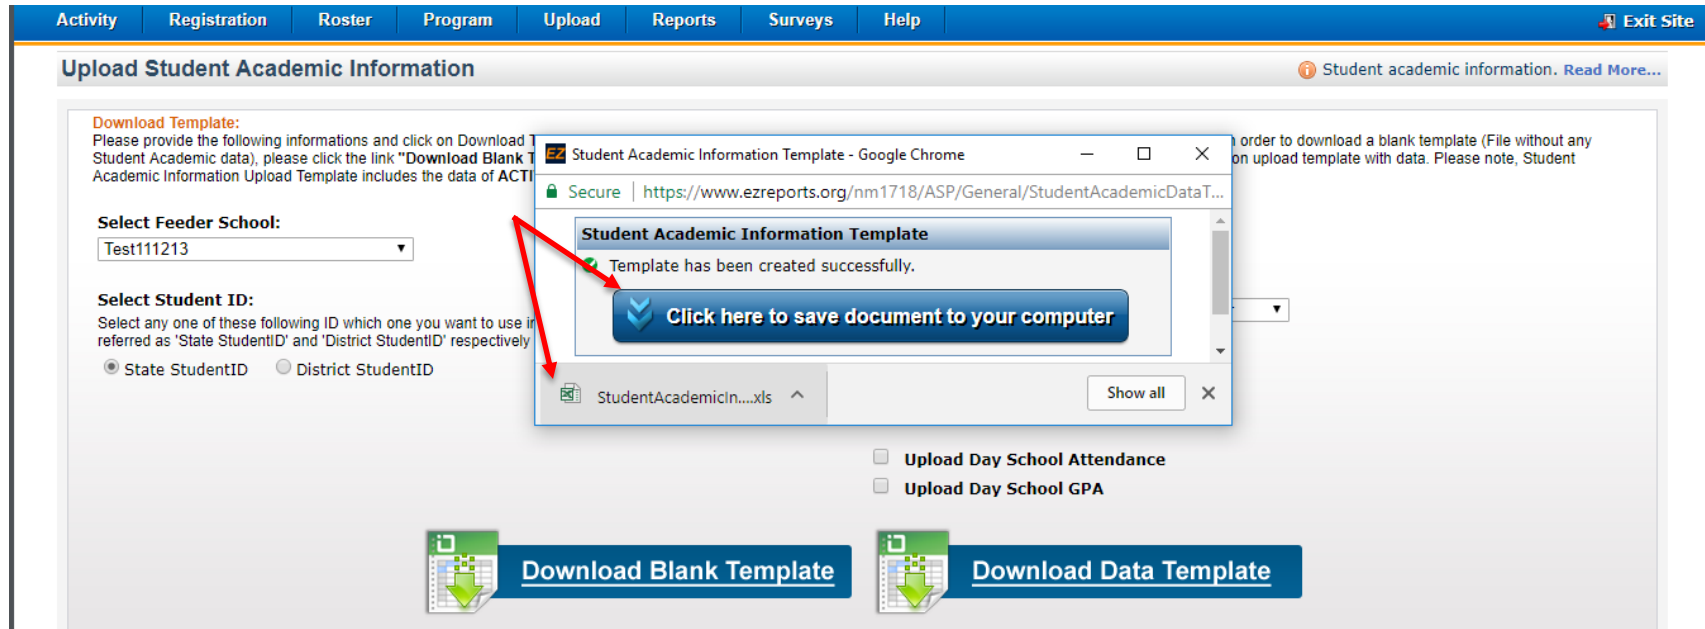 Activity Registration Roster Program Upload Reports Surveys Help Exit Site
Upload Student Academic Information
Student academic information. Read More...
Download Template:
Please provide the following informations and click on Download T
order to download a blank template (File without any
Student Academic data), please click the link "Download Blank T
on upload template with data. Please note, Student
Academic Information Upload Template includes the data of ACTI
Select Feeder School:
Test111213
Select Student ID:
Select any one of these following ID which one you want to use in
referred as 'State StudentID' and 'District StudentID' respectively
State StudentID District StudentID
EZ Student Academic Information Template - Google Chrome
Secure https://www.ezreports.org/nm1718/ASP/General/StudentAcademicDataT...
Student Academic Information Template
Template has been created successfully.
Click here to save document to your computer
StudentAcademicIn....xls Show all
Upload Day School Attendance
Upload Day School GPA
Download Blank Template Download Data Template